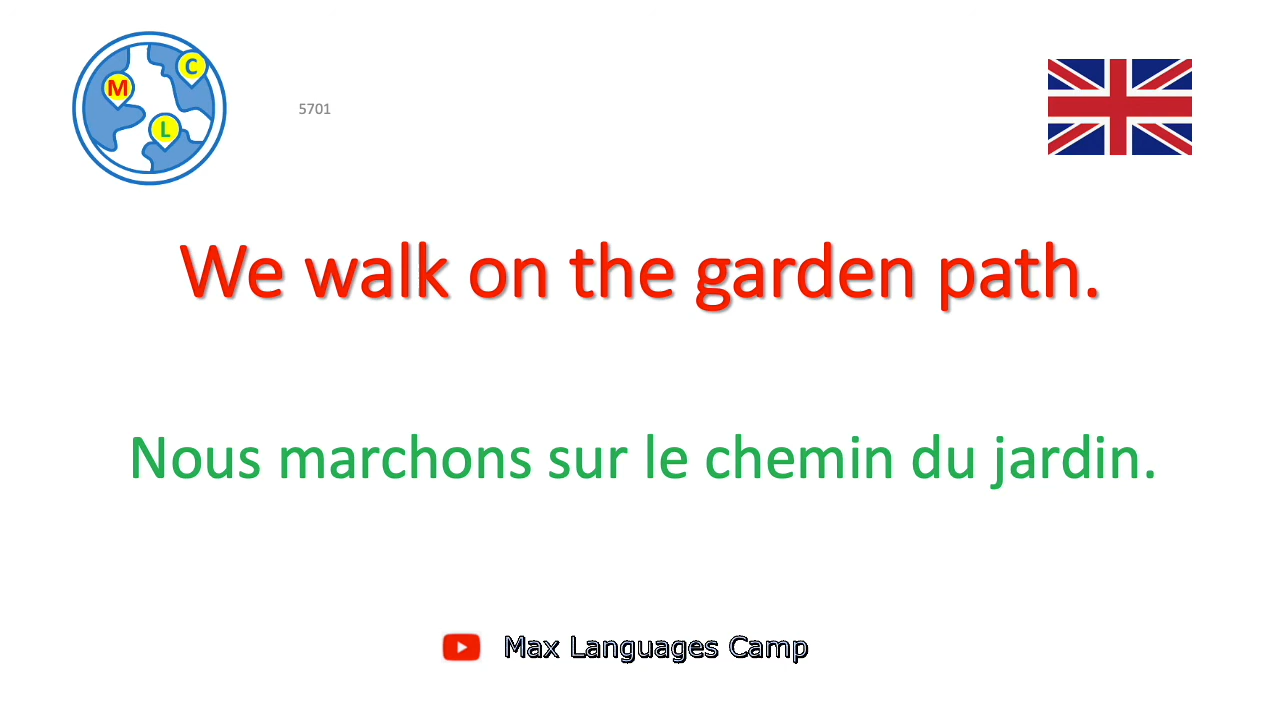 M
C
L
5701
We walk on the garden path.
Nous marchons sur le chemin du jardin.
Max Languages Camp